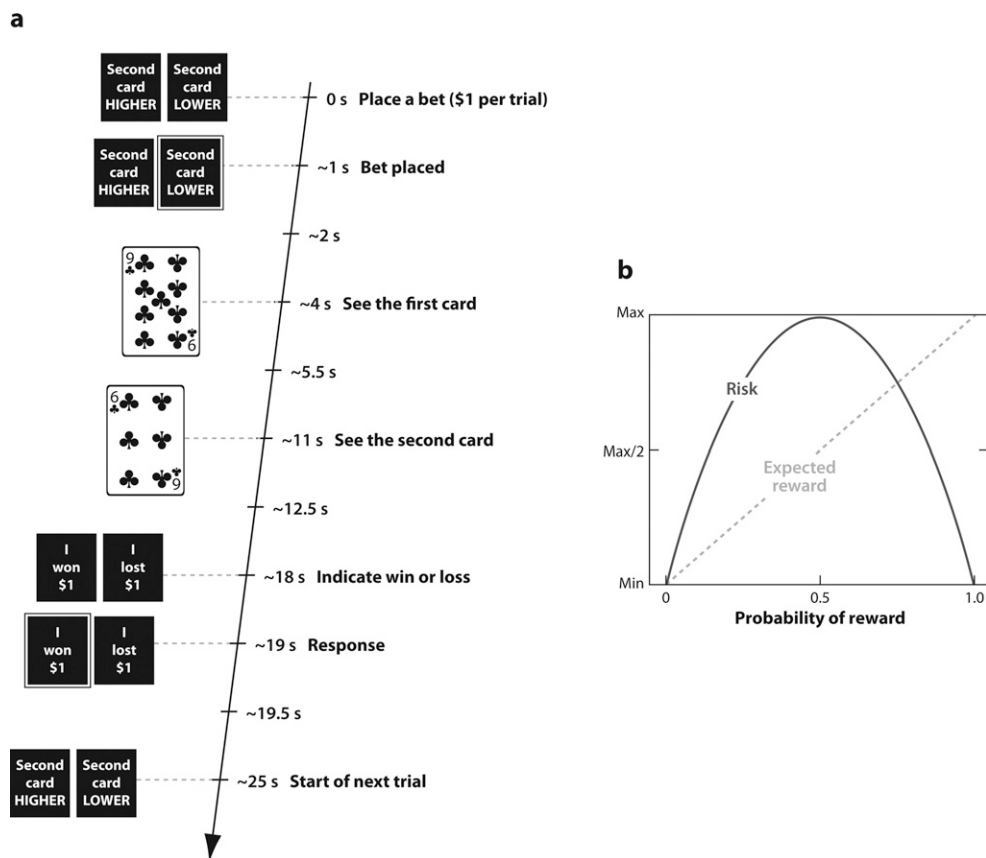 a
Second
card
HIGHER
Second
card
LOWER
0 s Place a bet ($1 per trial)
Second
card
HIGHER
Second
card
LOWER
~1 s Bet placed
~2 s
9
9
~4 s See the first card
~5.5 s
6
6
~11 s See the second card
~12.5 s
I
won
$1
I
lost
$1
~18 s Indicate win or loss
I
won
$1
I
lost
$1
~19 s Response
~19.5 s
Second
card
HIGHER
Second
card
LOWER
~25 s Start of next trial
b
Max
Risk
Max/2
Expected
reward
Min
0
0.5
1.0
Probability of reward